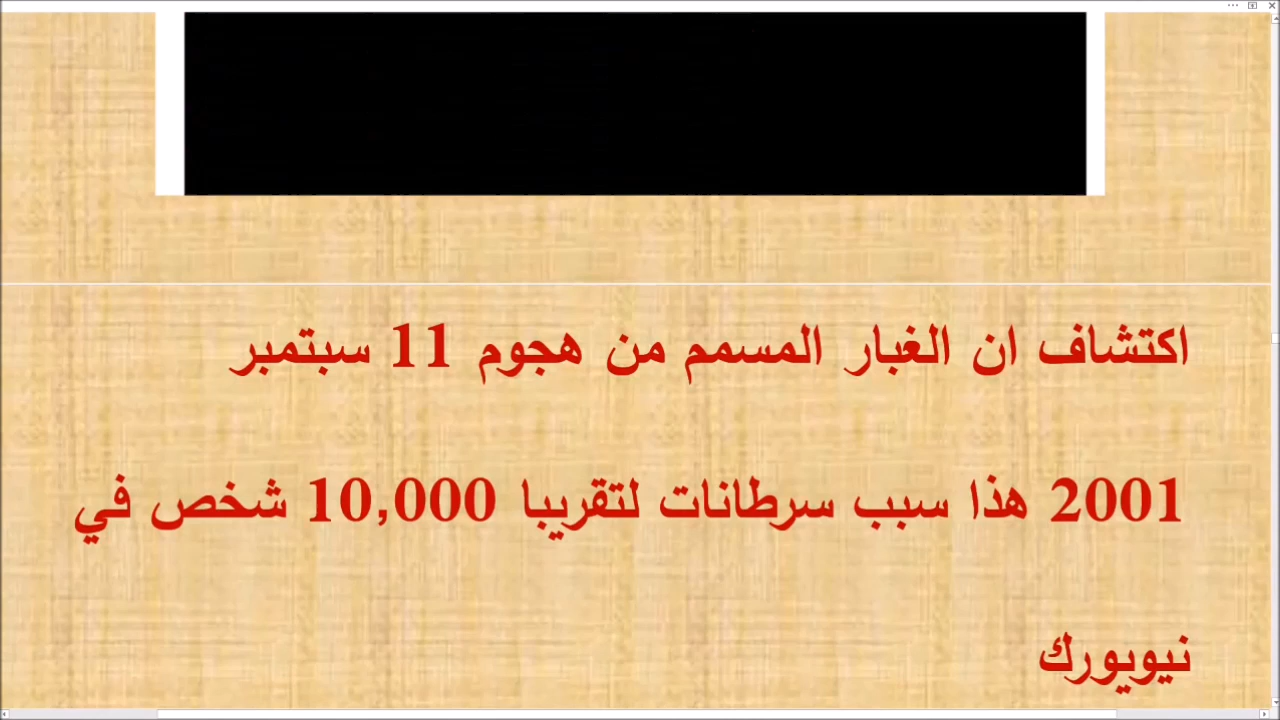 اكتشاف ان الغبار المسمم من هجوم 11 سبتمبر
2001 هذا سبب سرطانات لتقريبا 10,000 شخص في
نيويورك